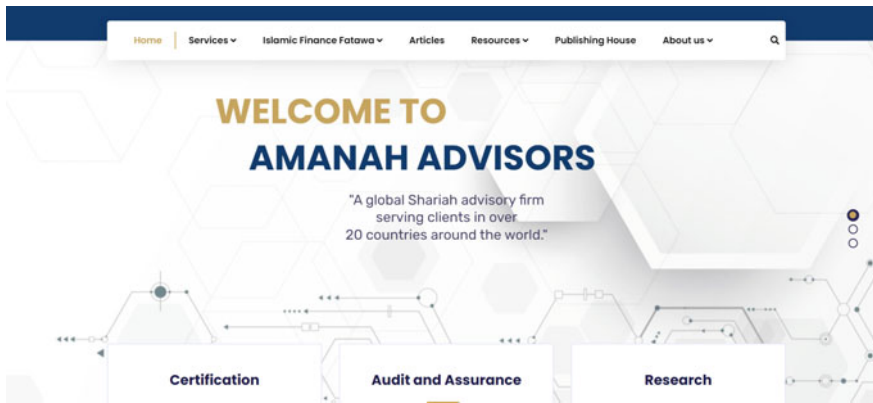 Home Services Islamic Finance Fatawa Articles Resources Publishing House About us
WELCOME TO
AMANAH ADVISORS
"A global Shariah advisory firm
serving clients in over
20 countries around the world."
Certification Audit and Assurance Research